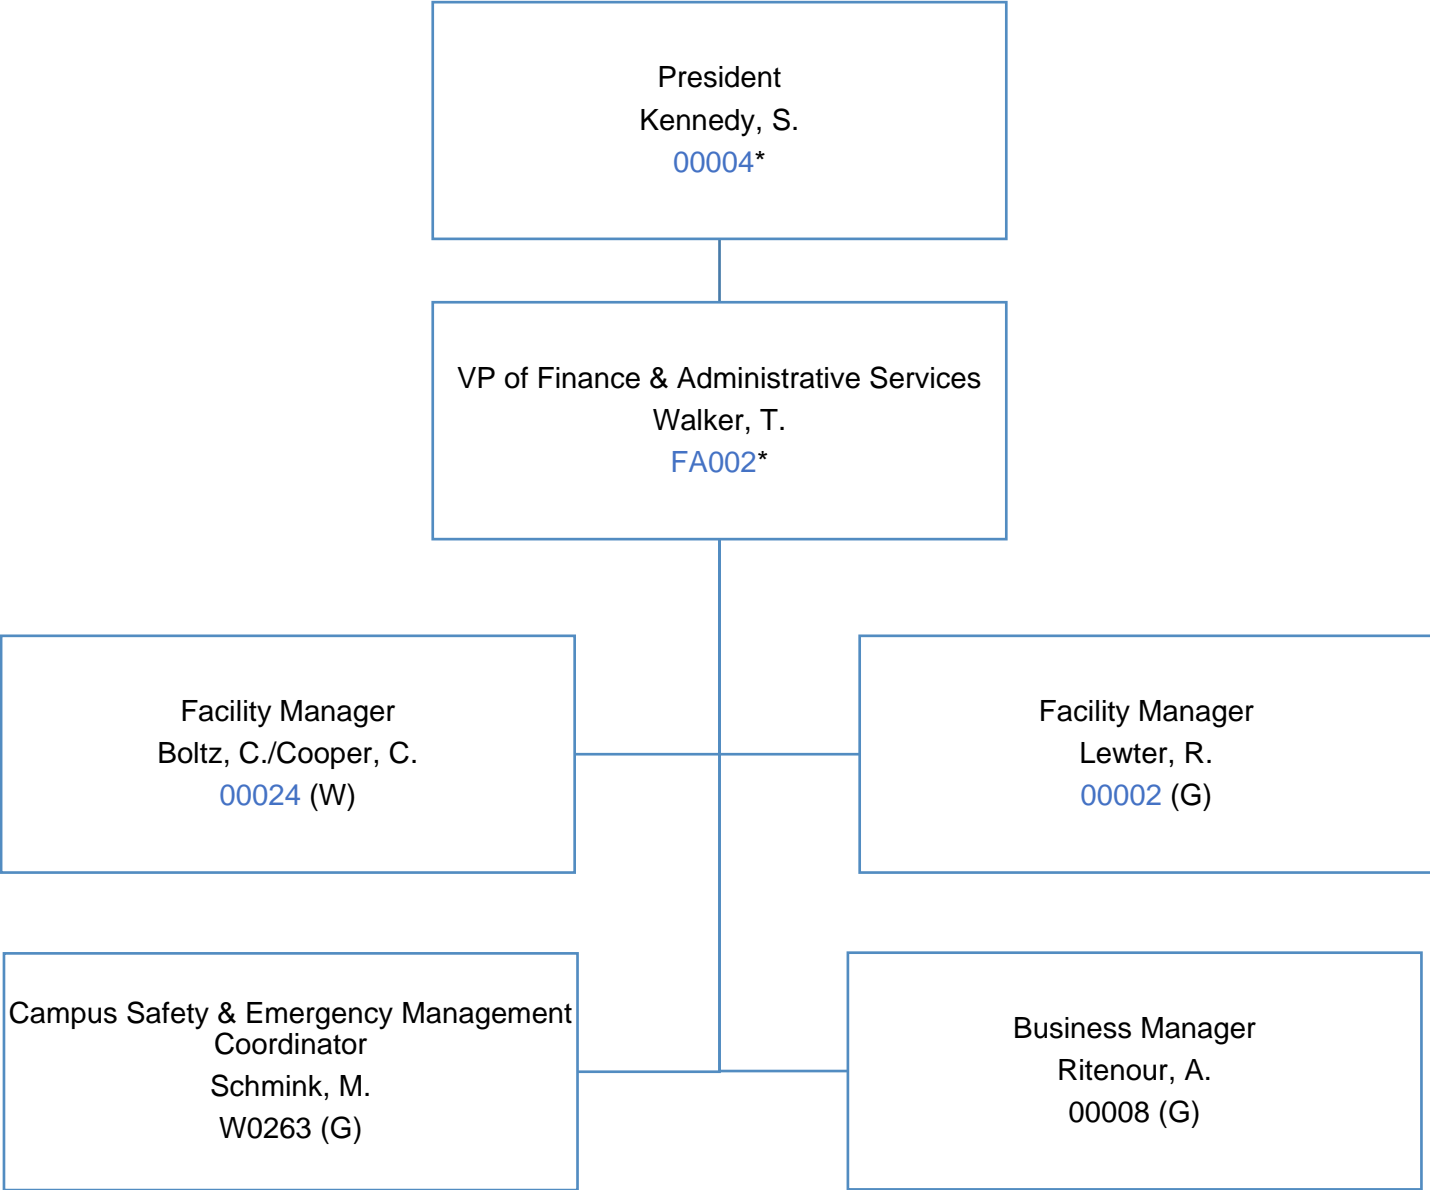 President
Kennedy, S.
00004*
VP of Finance & Administrative Services
Walker, T.
FA002*
Facility Manager
Boltz, C./Cooper, C.
00024 (W)
Facility Manager
Lewter, R.
00002 (G)
Campus Safety & Emergency Management
Coordinator
Schmink, M.
W0263 (G)
Business Manager
Ritenour, A.
00008 (G)